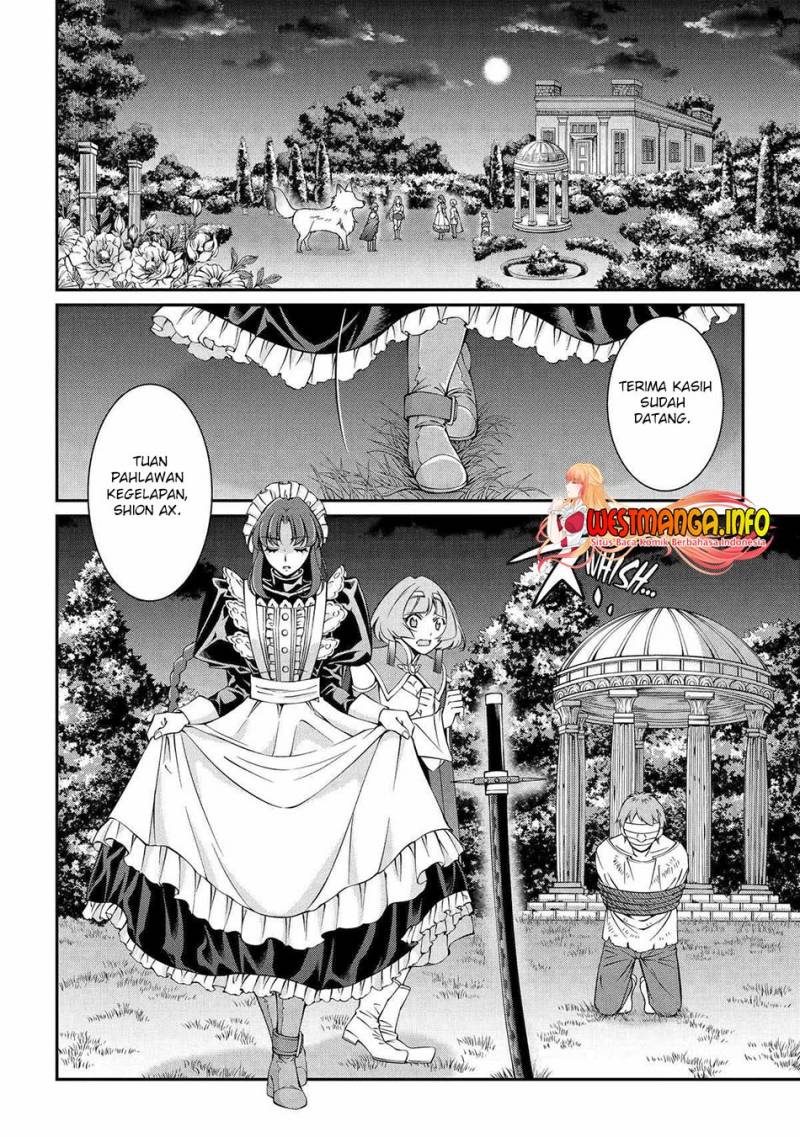 TERIMA KASIH
SUDAH
DATANG.
TUAN
PAHLAWAN
KEGELAPAN,
SHION AX.
WESTMANGA.INFO
Situs Baca Komik Berbahasa Indonesia
WHISH...